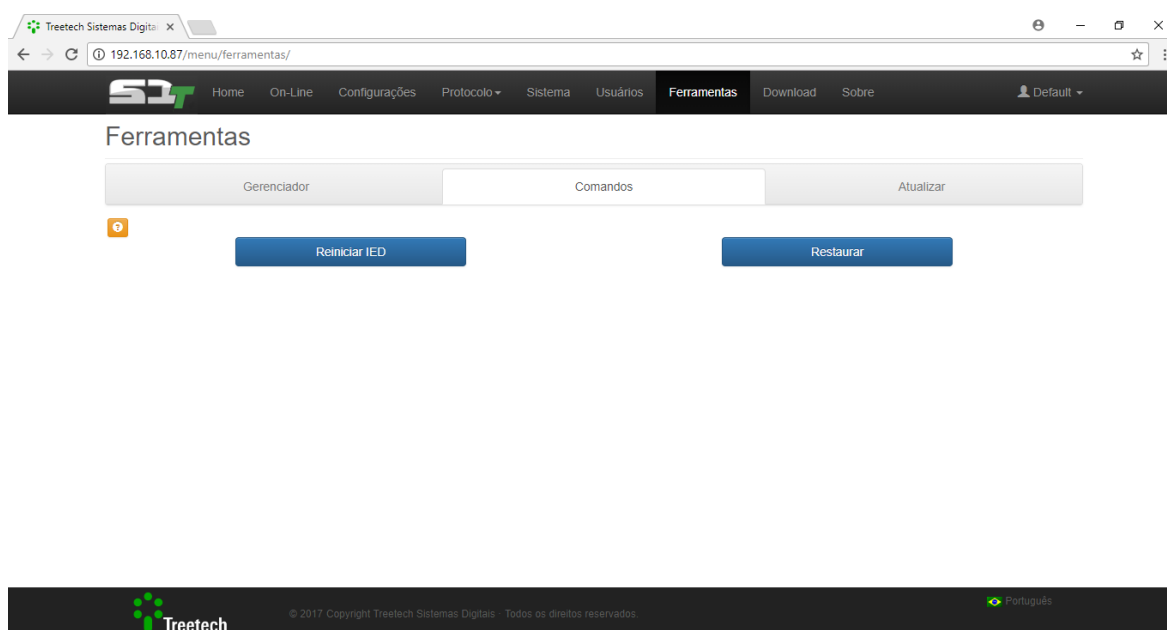 Treetech Sistemas Digita
192.168.10.87/menu/ferramentas/
SDT Home On-Line Configurações Protocolo Sistema Usuários Ferramentas Download Sobre Default
Ferramentas
Gerenciador Comandos Atualizar
?
Reiniciar IED Restaurar
Treetech
© 2017 Copyright Treetech Sistemas Digitais - Todos os direitos reservados.
Português